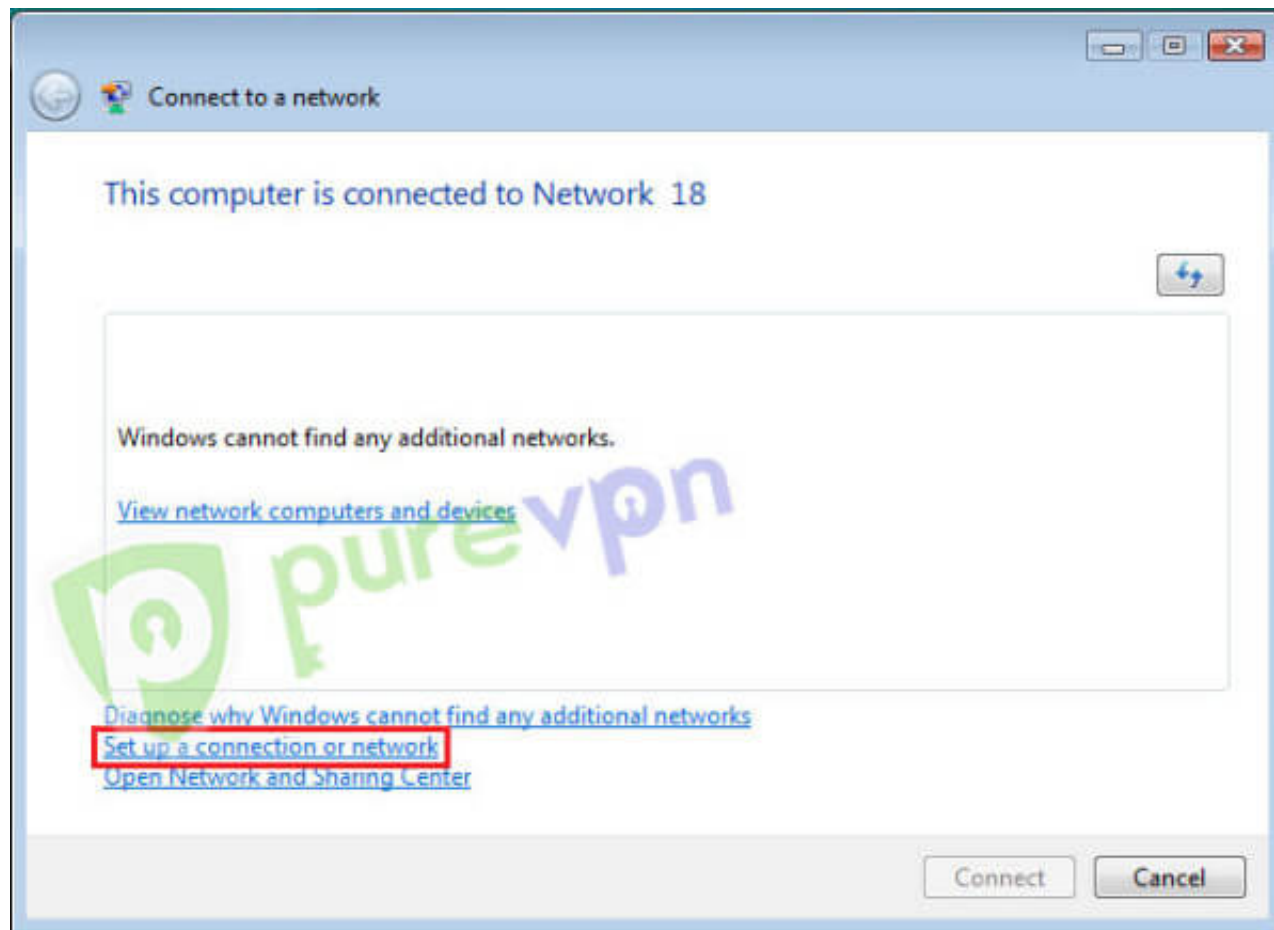 Connect to a network
This computer is connected to Network 18
Windows cannot find any additional networks.
View network computers and devices
purevpn
Diagnose why Windows cannot find any additional networks
Set up a connection or network
Open Network and Sharing Center
Connect
Cancel